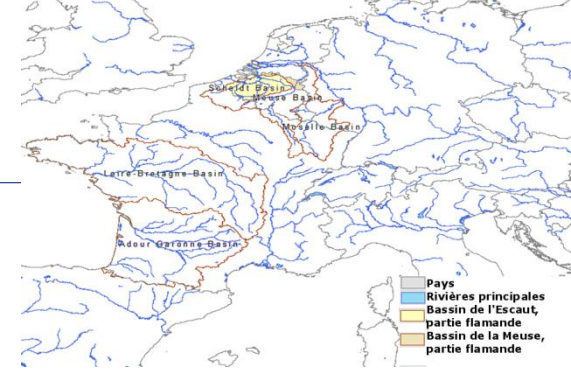 Scheldt Basin
Meuse Basin
Moselle Basin
Loire-Bretagne-Basin
Adour Garonne Basin
Pays
Rivières principales
Bassin de l'Escaut,
partie flamande
Bassin de la Meuse,
partie flamande